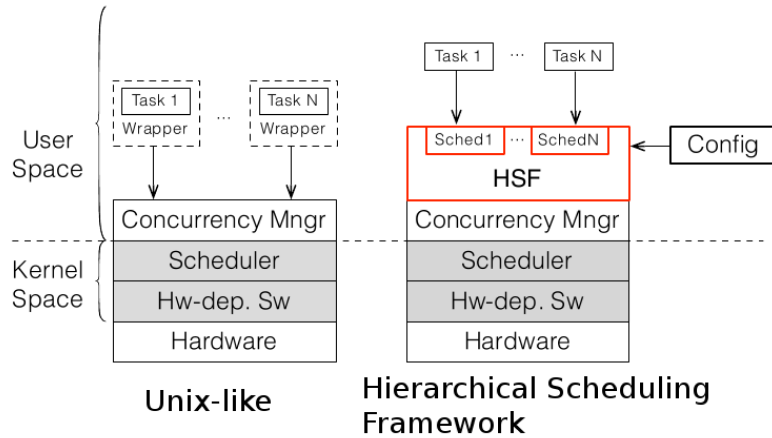 Task 1
...
Task N
Wrapper
Wrapper
User
Space
Concurrency Mngr
Kernel
Space
Scheduler
Hw-dep. Sw
Hardware
Unix-like
Task 1
...
Task N
Sched1
...
SchedN
HSF
Config
Concurrency Mngr
Scheduler
Hw-dep. Sw
Hardware
Hierarchical Scheduling
Framework